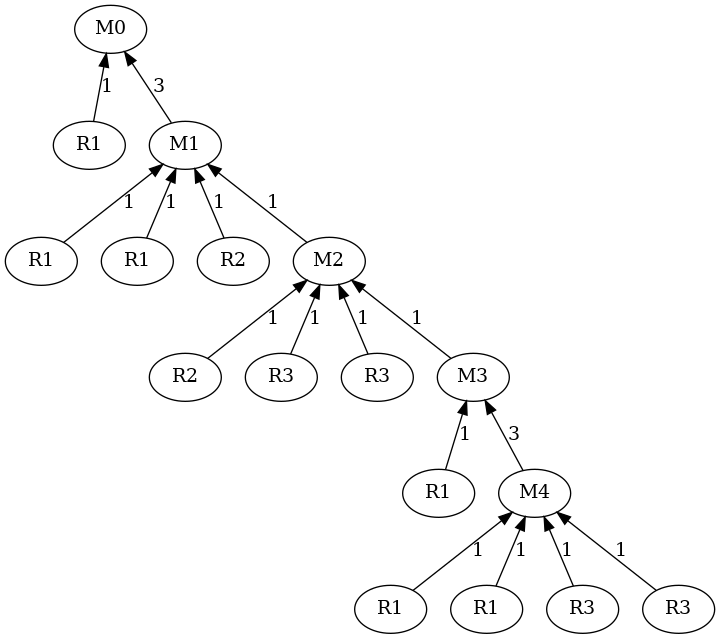 M0
1 3
R1 M1
1 1 1 1
R1 R1 R2 M2
1 1 1 1
R2 R3 R3 M3
1 3
R1 M4
1 1 1 1
R1 R1 R3 R3